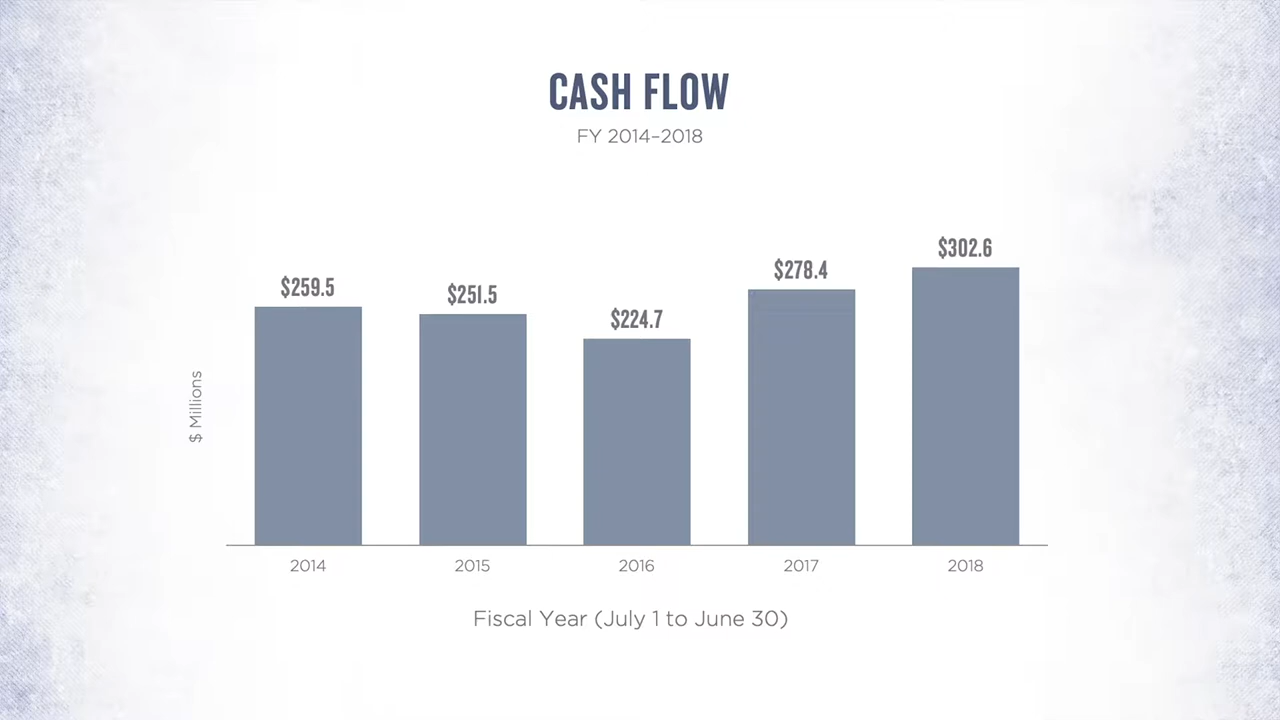 CASH FLOW
FY 2014–2018
$259.5
$251.5
$224.7
$278.4
$302.6
$ Millions
2014 2015 2016 2017 2018
Fiscal Year (July 1 to June 30)